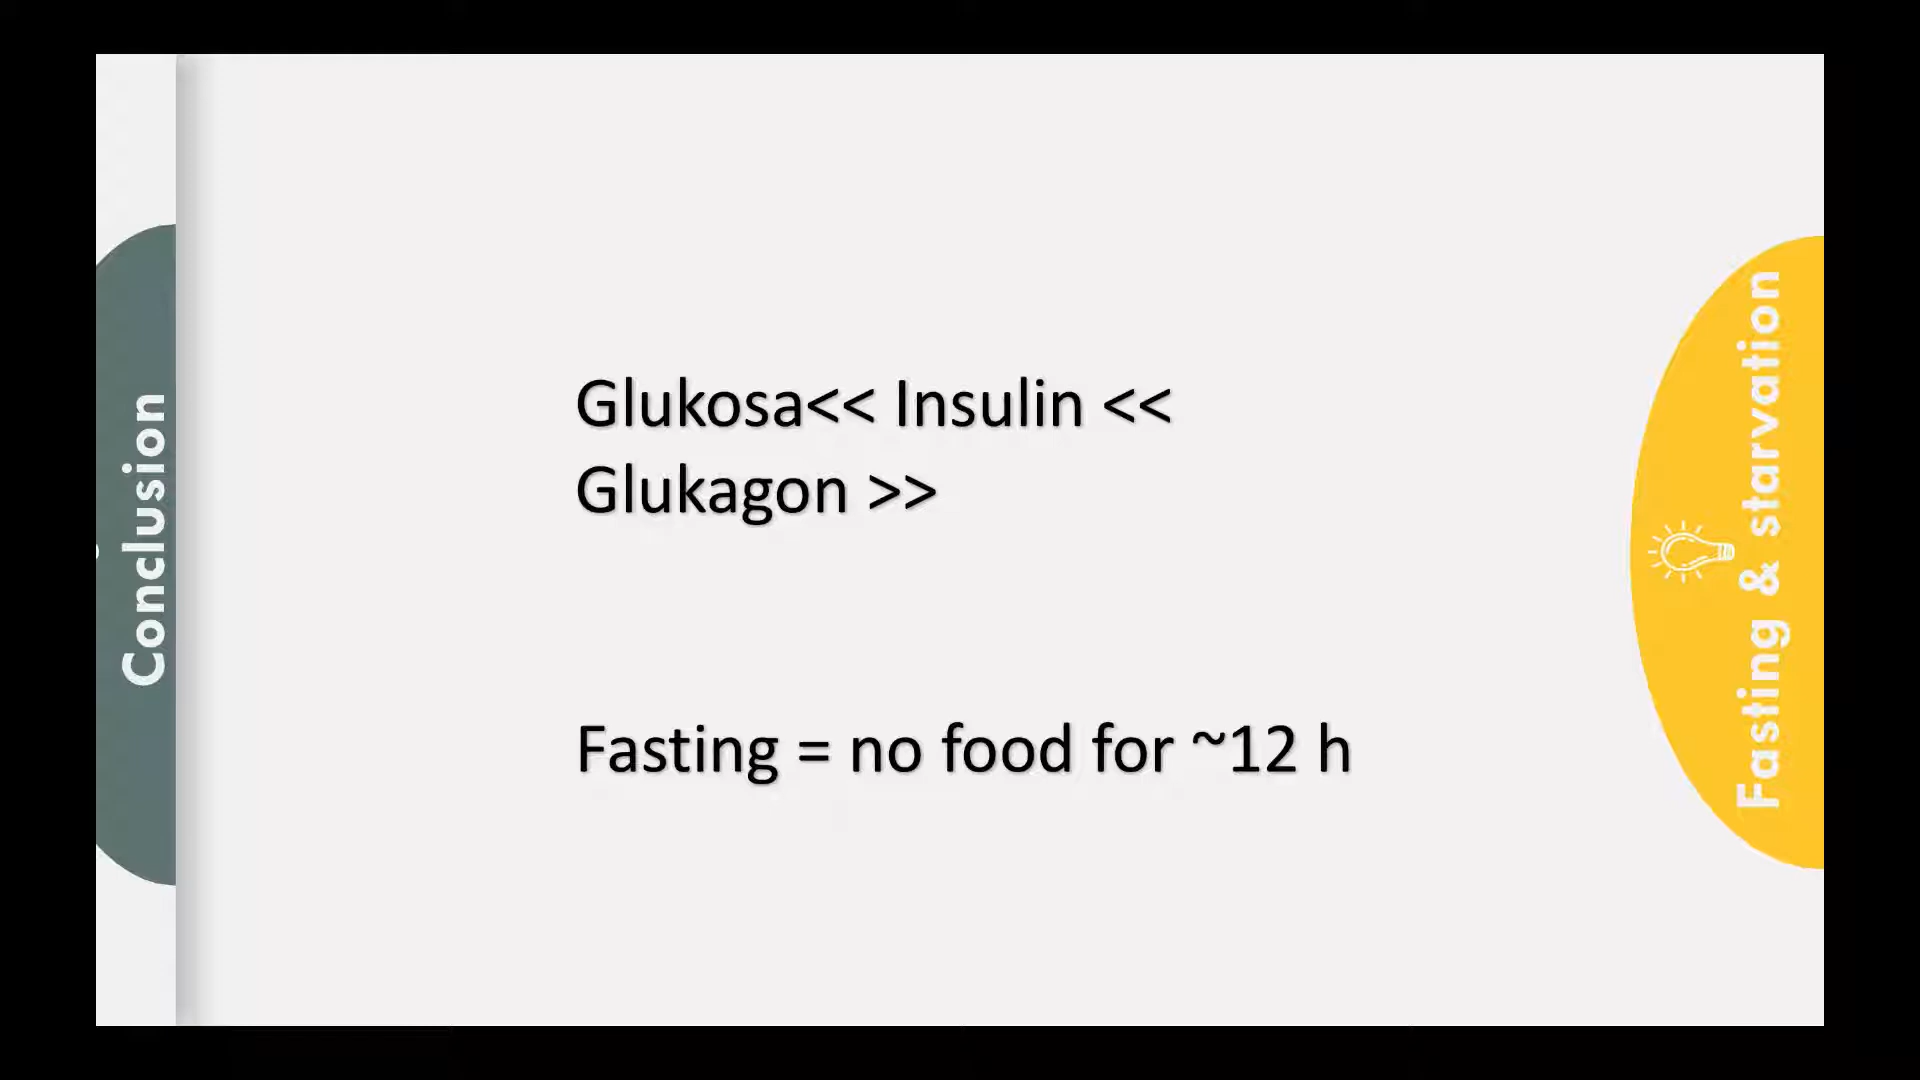 Conclusion
Glukosa<< Insulin <<
Glukagon >>
Fasting = no food for ~12 h
Fasting & starvation